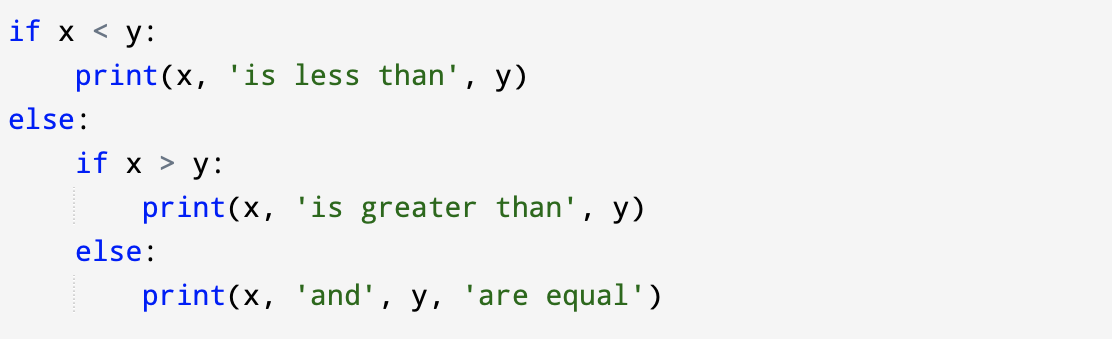 if x < y:
    print(x, 'is less than', y)
else:
    if x > y:
        print(x, 'is greater than', y)
    else:
        print(x, 'and', y, 'are equal')